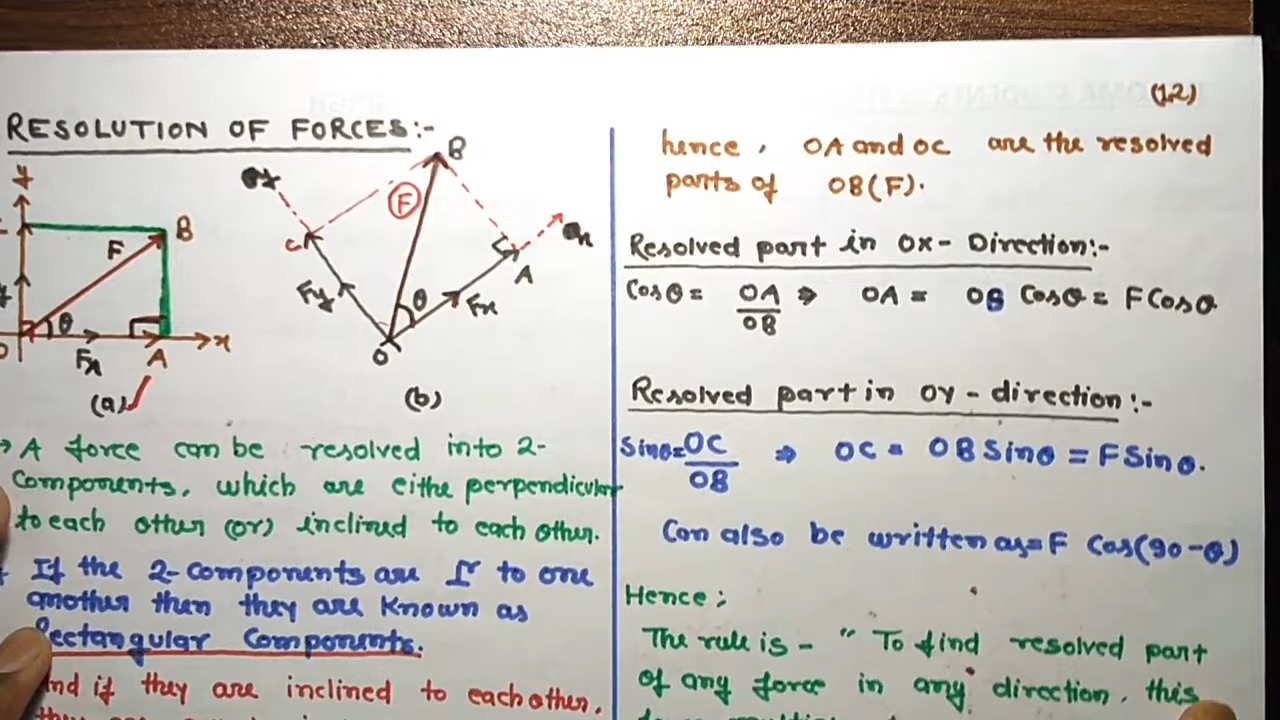 (12)
RESOLUTION OF FORCES:-
y
B
F
θ
Fx
A
x
(a)
B
F
C
A
Fy
θ
Fx
O
(b)
→ A force can be resolved into 2-
Components, which are eithe perpendicular
to each other (or) inclined to each other.
If the 2-components are Ir to one
another then they are Known as
Rectangular Components.
And if they are inclined to each other,
hence, OA and OC are the resolved
parts of OB(F).
Resolved part in OX- Direction:-
Cosθ = OA/OB ⇒ OA = OB Cosθ = F Cosθ
Resolved part in OY - direction:-
Sinθ = OC/OB ⇒ OC = OB Sinθ = F Sinθ.
Can also be written as = F Cos(90-θ)
Hence;
The rule is - " To find resolved part
of any force in any direction, this